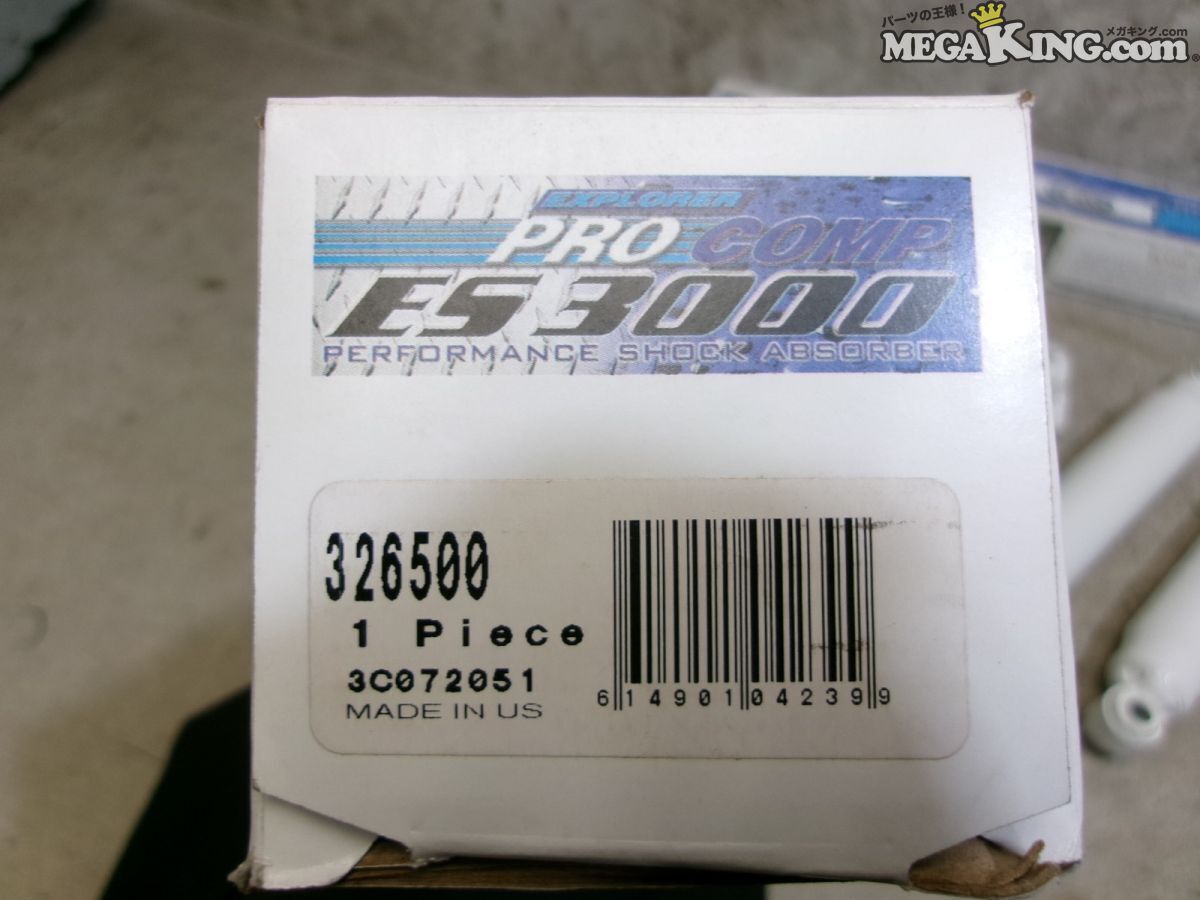 パーツの王様！
メガキング.com
MEGAKING.com
EXPLORER
PRO COMP
ES3000
PERFORMANCE SHOCK ABSORBER
326500
1 Piece
3C072051
MADE IN US
6 14901 04239 9